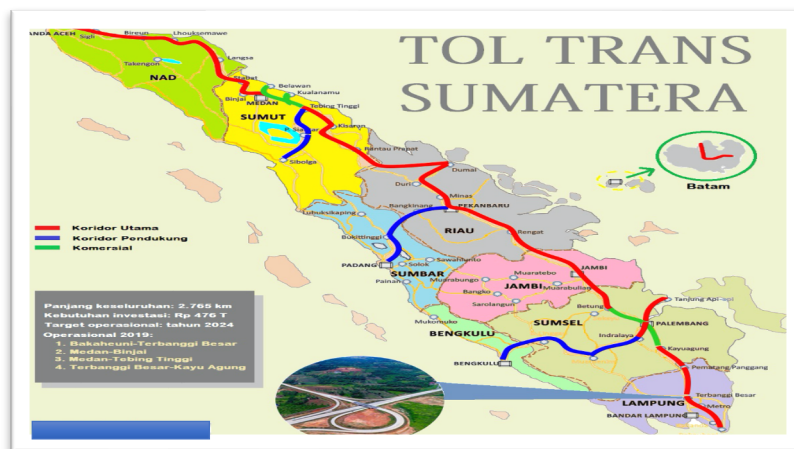 TOL TRANS
SUMATERA
NDA ACEH
Sigli
Bireun
Lhouksemawe
Takengon
Langsa
NAD
Stabat
Belawan
Binjai
Kualanamu
MEDAN
Tebing Tinggi
SUMUT
Kisaran
Rantau Prapat
Sibolga
Dumai
Duri
Minas
Bangkinang
PEKANBARU
Batam
Lubuksikaping
RIAU
Koridor Utama
Koridor Pendukung
Komersial
Bukittinggi
Rengat
Sawahlunto
PADANG
Solok
SUMBAR
Painan
JAMBI
Muaratebo
Muarabungo
JAMBI
Bangko
Muarabulian
Sarolangun
Tanjung Api-api
Betung
Mukomuko
SUMSEL
PALEMBANG
BENGKULU
Indralaya
Kayuagung
BENGKULU
Pematang Panggang
Terbanggi Besar
LAMPUNG
Metro
BANDAR LAMPUNG
Panjang keseluruhan: 2.765 km
Kebutuhan investasi: Rp 476 T
Target operasional: tahun 2024
Operasional 2019:
1. Bakaheuni-Terbanggi Besar
2. Medan-Binjai
3. Medan-Tebing Tinggi
4. Terbanggi Besar-Kayu Agung